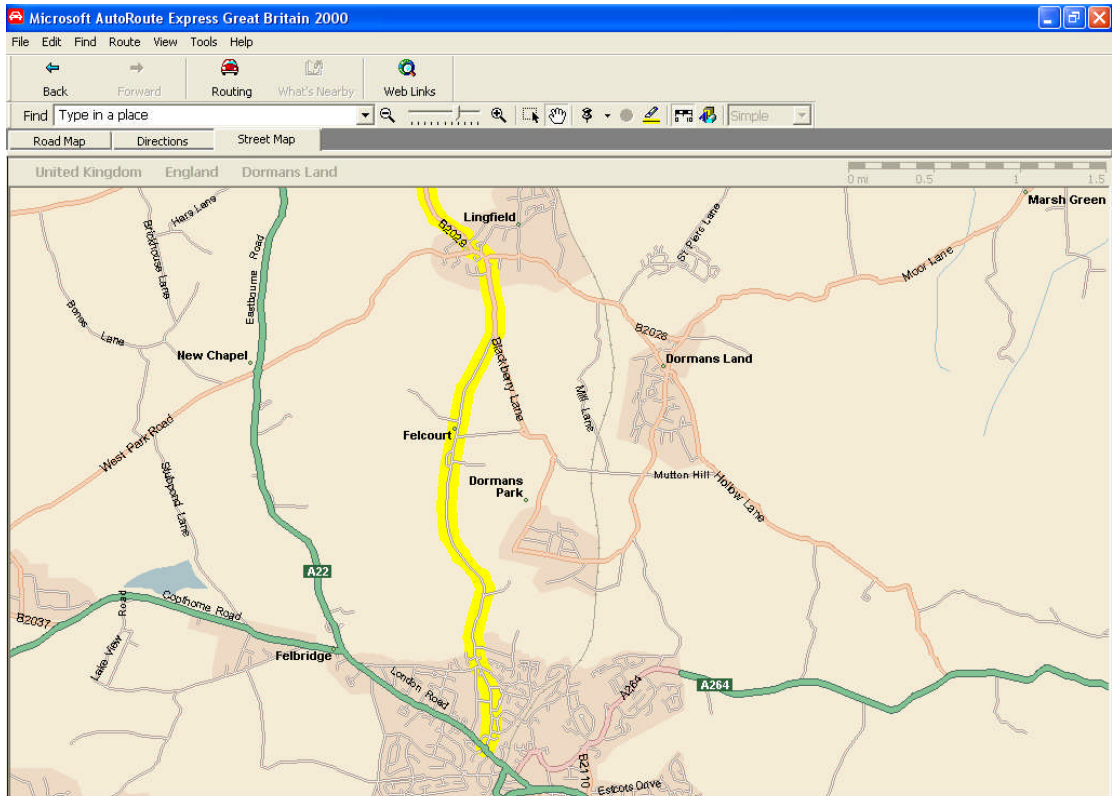 Microsoft AutoRoute Express Great Britain 2000
File Edit Find Route View Tools Help
Back Forward Routing What's Nearby Web Links
Find Type in a place Simple
Road Map Directions Street Map
United Kingdom England Dormans Land
0 mi 0.5 1 1.5
Marsh Green
Hare Lane
Lingfield
B2029
St Piers Lane
Brickhouse Lane
Eastbourne Road
Moor Lane
Bones Lane
B2028
New Chapel
Blackberry Lane
Dormans Land
Mill Lane
West Park Road
Felcourt
Stubpond Lane
Dormans
Park
Mutton Hill
Hollow Lane
A22
Copthorne Road
B2037
Lake View Road
Felbridge
London Road
A264
A264
B2110
Estcots Drive